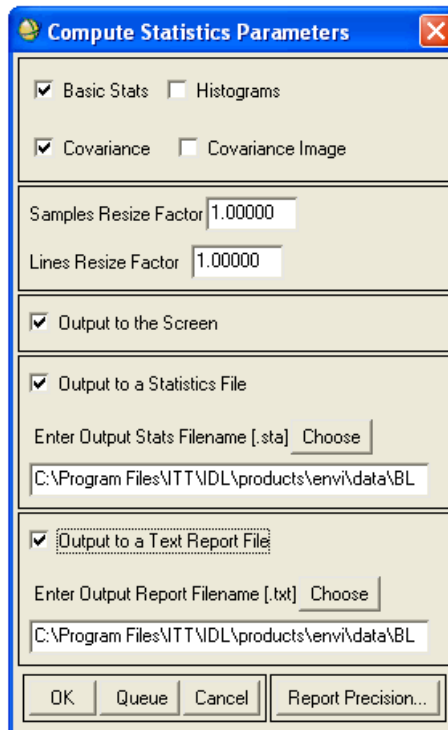 Compute Statistics Parameters
Basic Stats Histograms
Covariance Covariance Image
Samples Resize Factor 1.00000
Lines Resize Factor 1.00000
Output to the Screen
Output to a Statistics File
Enter Output Stats Filename [.sta] Choose
C:\Program Files\ITT\IDL\products\envi\data\BL
Output to a Text Report File
Enter Output Report Filename [.txt] Choose
C:\Program Files\ITT\IDL\products\envi\data\BL
OK Queue Cancel Report Precision...